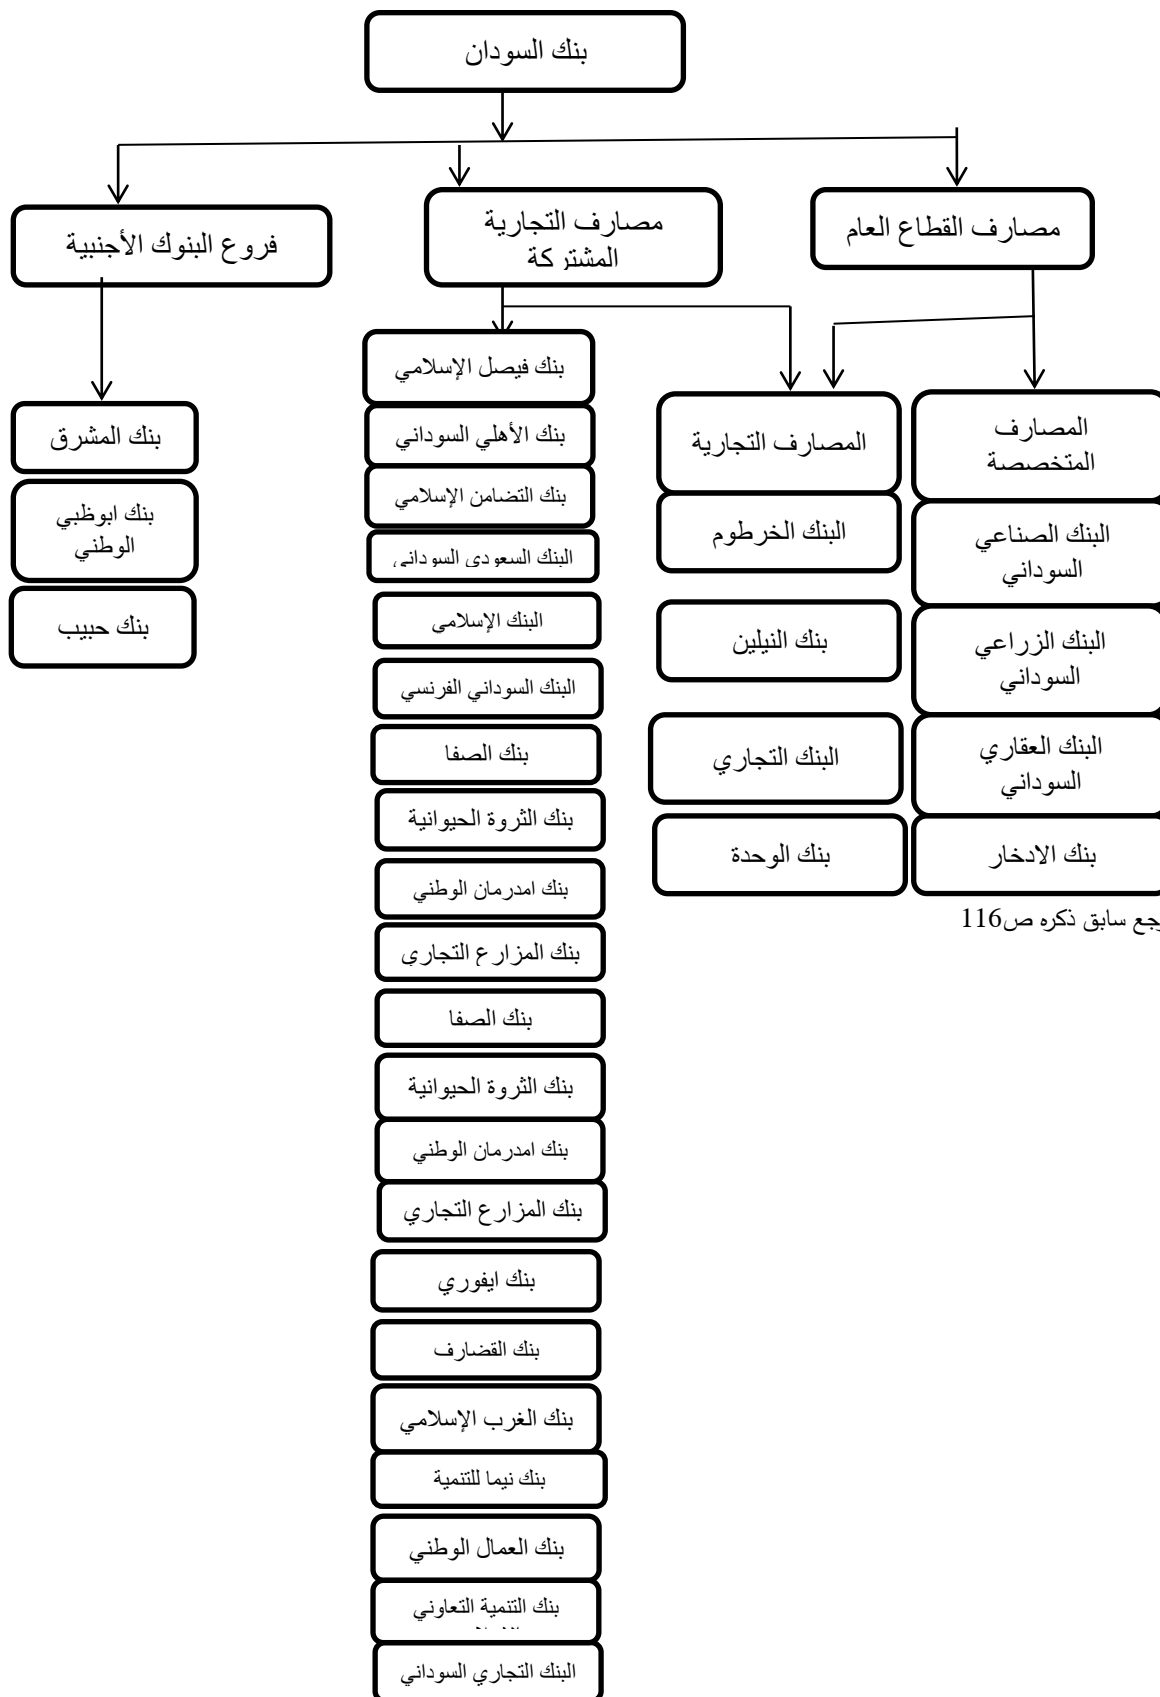 بنك السودان
مصارف القطاع العام
مصارف التجارية
المشتركة
فروع البنوك الأجنبية
المصارف
المتخصصة
البنك الصناعي
السوداني
البنك الزراعي
السوداني
البنك العقاري
السوداني
بنك الادخار
المصارف التجارية
البنك الخرطوم
بنك النيلين
البنك التجاري
بنك الوحدة
بنك فيصل الإسلامي
بنك الأهلي السوداني
بنك التضامن الإسلامي
البنك السعودي السوداني
البنك الإسلامي
البنك السوداني الفرنسي
بنك الصفا
بنك الثروة الحيوانية
بنك امدرمان الوطني
بنك المزارع التجاري
بنك الصفا
بنك الثروة الحيوانية
بنك امدرمان الوطني
بنك المزارع التجاري
بنك ايفوري
بنك القضارف
بنك الغرب الإسلامي
بنك نيما للتنمية
بنك العمال الوطني
بنك التنمية التعاوني
البنك التجاري السوداني
بنك المشرق
بنك ابوظبي
الوطني
بنك حبيب
سابق ذكره ص116